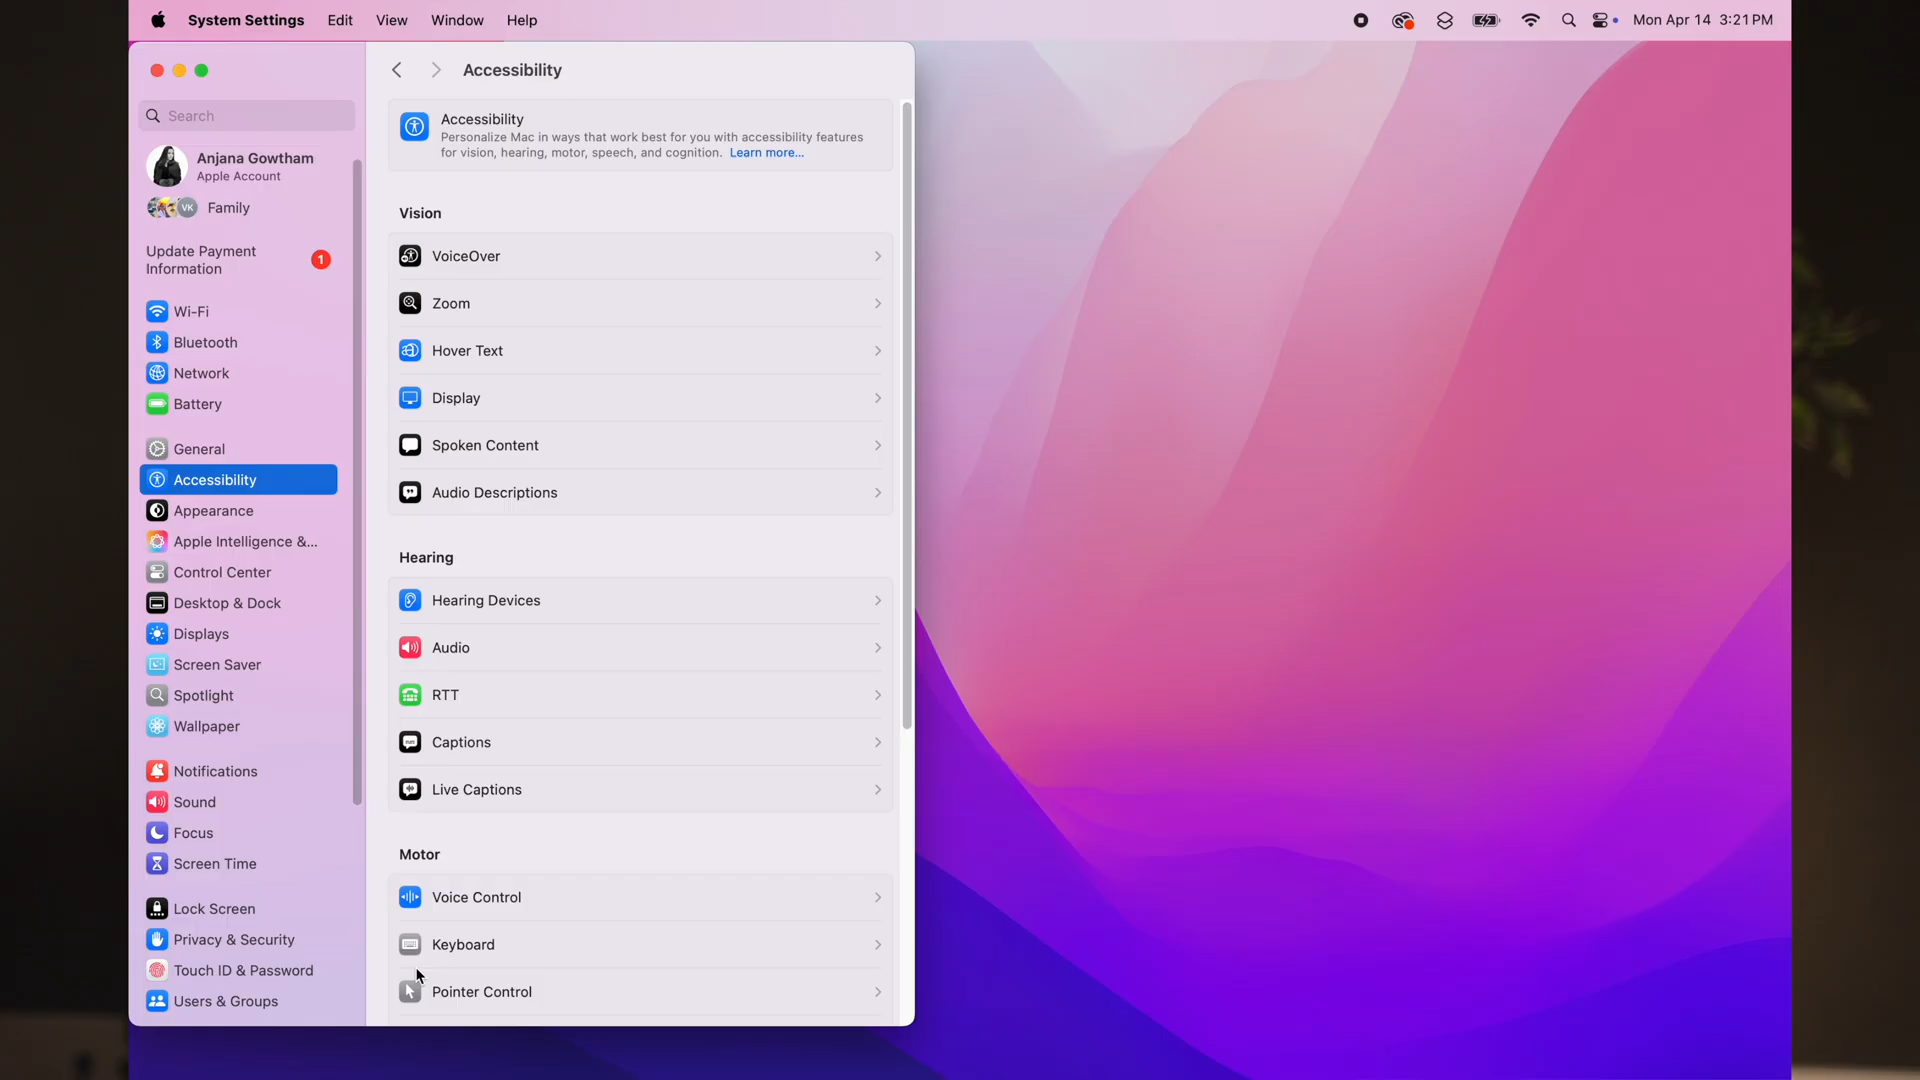 System Settings Edit View Window Help
Mon Apr 14 3:21 PM
Search
Anjana Gowtham
Apple Account
VK
Family
Update Payment
Information
1
Wi-Fi
Bluetooth
Network
Battery
General
Accessibility
Appearance
Apple Intelligence &...
Control Center
Desktop & Dock
Displays
Screen Saver
Spotlight
Wallpaper
Notifications
Sound
Focus
Screen Time
Lock Screen
Privacy & Security
Touch ID & Password
Users & Groups
Accessibility
Accessibility
Personalize Mac in ways that work best for you with accessibility features
for vision, hearing, motor, speech, and cognition. Learn more...
Vision
VoiceOver
Zoom
Hover Text
Display
Spoken Content
Audio Descriptions
Hearing
Hearing Devices
Audio
RTT
Captions
Live Captions
Motor
Voice Control
Keyboard
Pointer Control